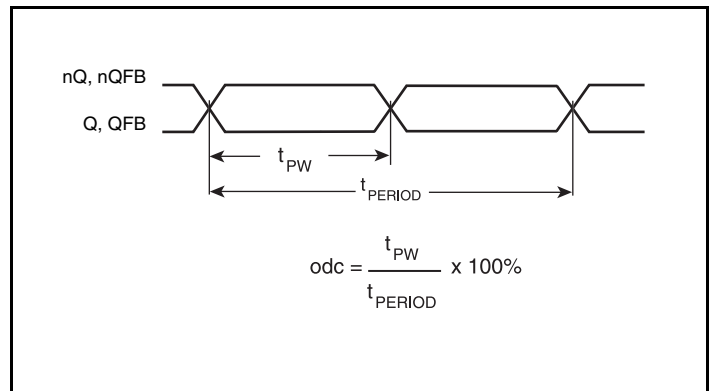 nQ, nQFB
Q, QFB
tPW
tPERIOD
odc = tPW / tPERIOD x 100%